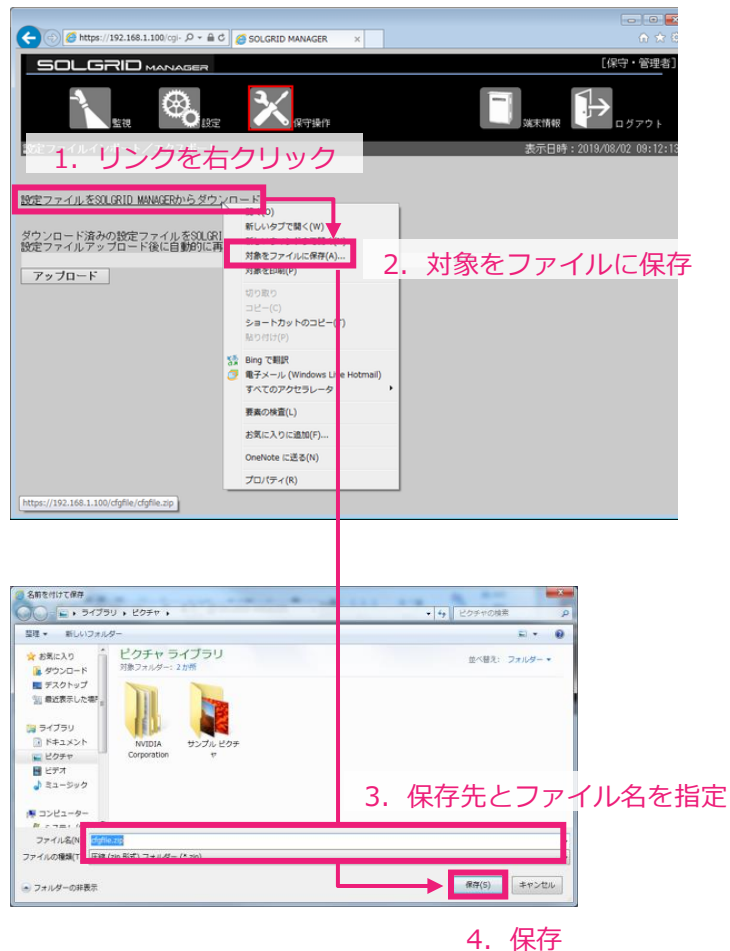 https://192.168.1.100/cgi-
SOLGRID MANAGER
SOLGRID MANAGER
[保守・管理者]
監視
設定
保守操作
端末情報
ログアウト
表示日時：2019/08/02 09:12:13
1．リンクを右クリック
設定ファイルをSOLGRID MANAGERからダウンロード
ダウンロード済みの設定ファイルをSOLGRI
設定ファイルアップロード後に自動的に再
アップロード
新しいタブで開く(W)
対象をファイルに保存(A)...
2．対象をファイルに保存
対象を印刷(P)
切り取り
コピー(C)
ショートカットのコピー(T)
貼り付け(P)
Bing で翻訳
電子メール (Windows Live Hotmail)
すべてのアクセラレータ
要素の検査(L)
お気に入りに追加(F)...
OneNote に送る(N)
プロパティ(R)
https://192.168.1.100/cfgfile/cfgfile.zip
名前を付けて保存
ライブラリ
ピクチャ
ピクチャの検索
整理
新しいフォルダー
お気に入り
ダウンロード
デスクトップ
最近表示した場所
ライブラリ
ドキュメント
ピクチャ
ビデオ
ミュージック
コンピューター
ピクチャ ライブラリ
対象フォルダー: 2 か所
並べ替え: フォルダー
NVIDIA
Corporation
サンプル ピクチ
ャ
3．保存先とファイル名を指定
ファイル名(N
cfgfile.zip
ファイルの種類(T
圧縮 (zip 形式) フォルダー (*.zip)
フォルダーの非表示
保存(S)
キャンセル
4．保存